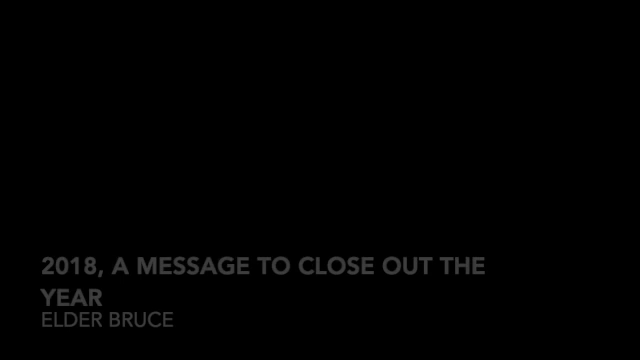 2018, A MESSAGE TO CLOSE OUT THE
YEAR
ELDER BRUCE